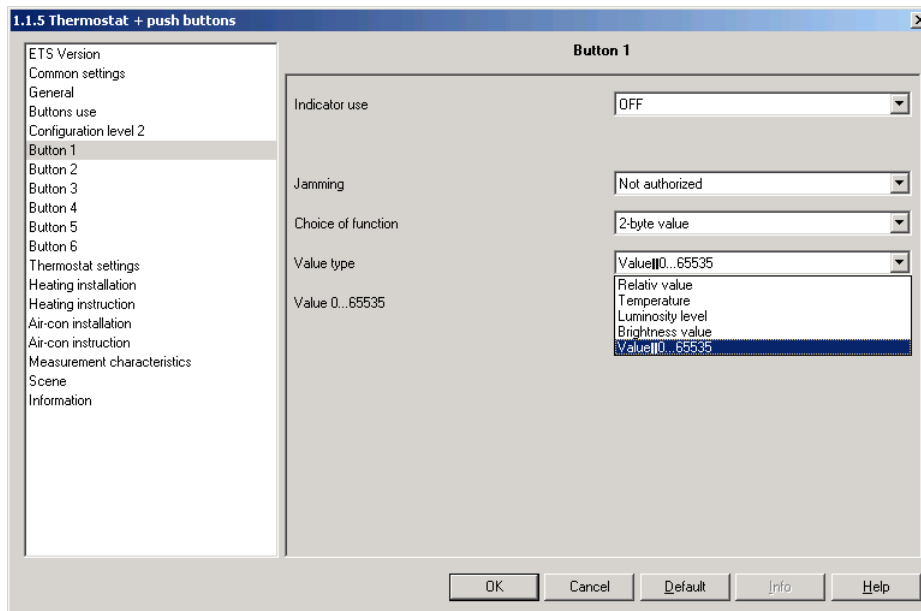 1.1.5 Thermostat + push buttons
ETS Version
Common settings
General
Buttons use
Configuration level 2
Button 1
Button 2
Button 3
Button 4
Button 5
Button 6
Thermostat settings
Heating installation
Heating instruction
Air-con installation
Air-con instruction
Measurement characteristics
Scene
Information
Button 1
Indicator use OFF
Jamming Not authorized
Choice of function 2-byte value
Value type Value||0...65535
Value 0...65535
Relativ value
Temperature
Luminosity level
Brightness value
Value||0...65535
OK Cancel Default Info Help